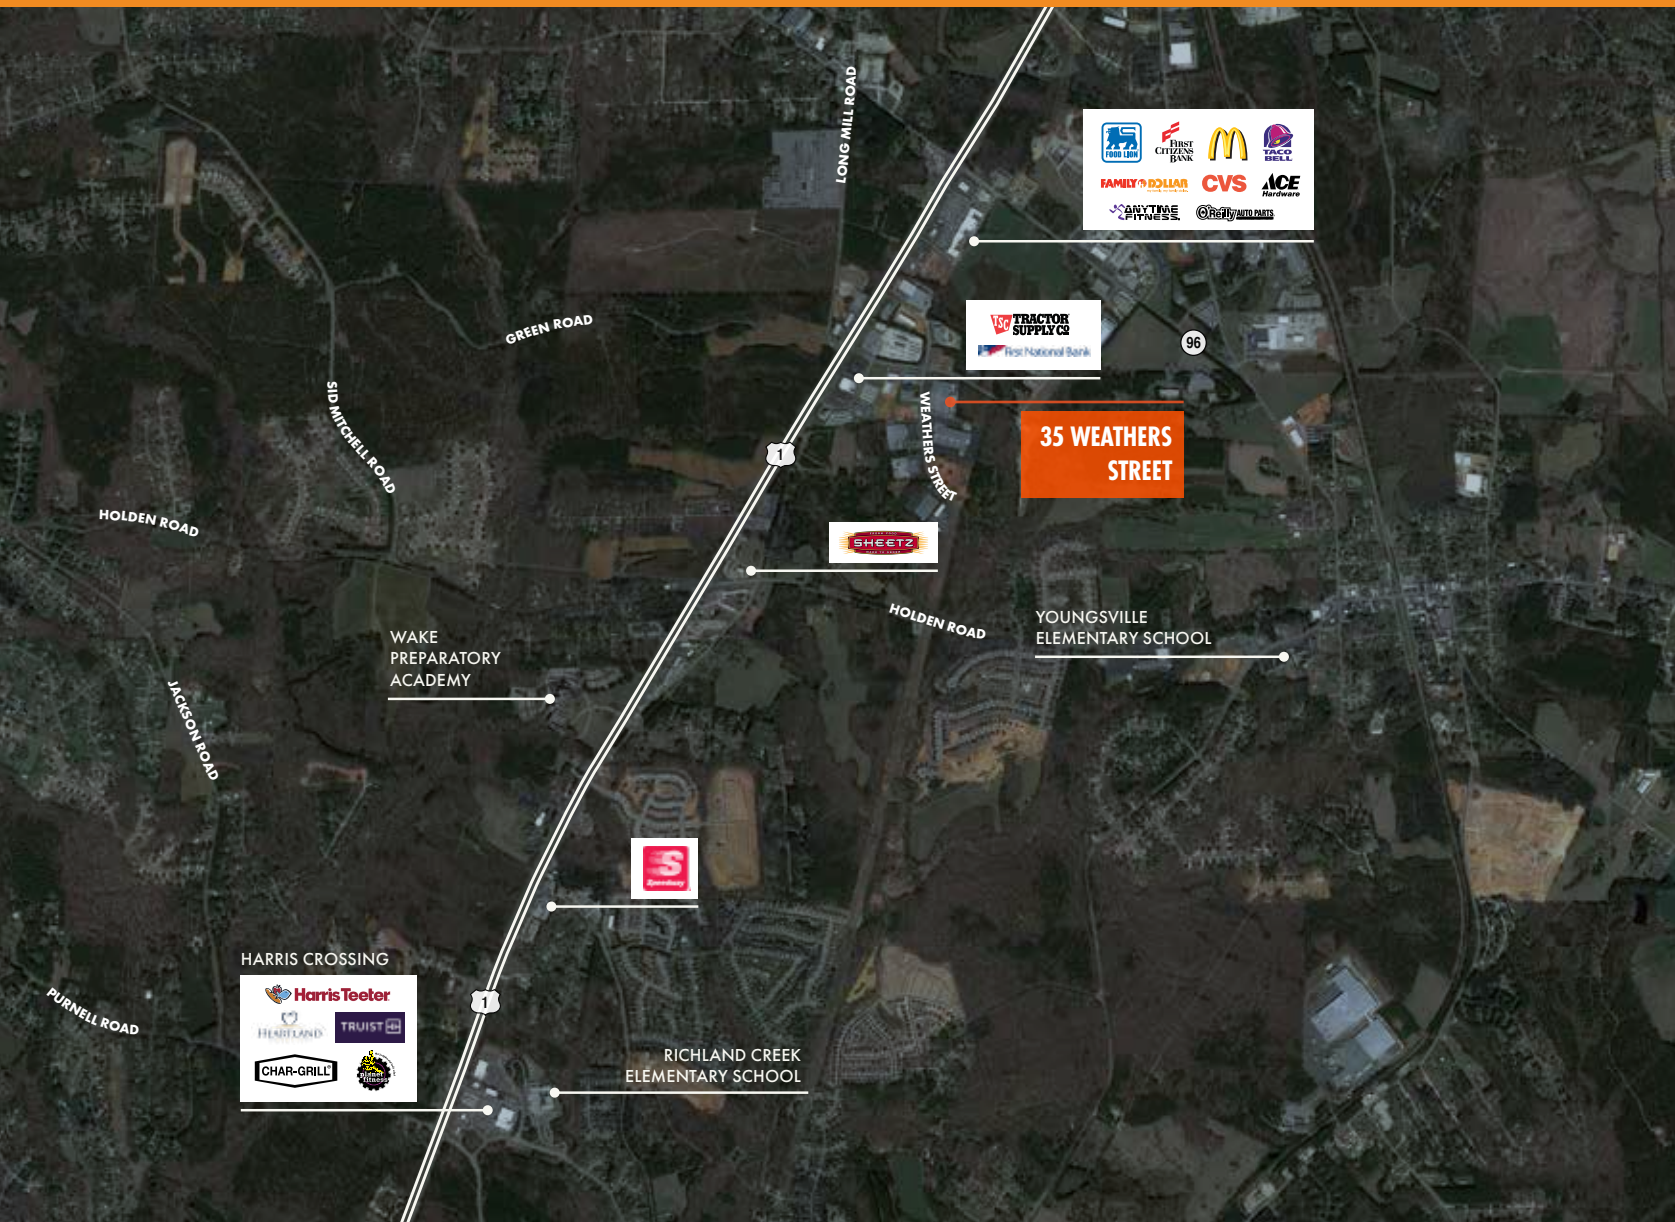 LONG MILL ROAD
FOOD LION
FIRST
CITIZENS
BANK
TACO
BELL
FAMILY DOLLAR
CVS
ACE
Hardware
ANYTIME
FITNESS
O'Reilly AUTO PARTS
TSC TRACTOR
SUPPLY CO
First National Bank
GREEN ROAD
96
SID MITCHELL ROAD
WEATHERS STREET
35 WEATHERS
STREET
1
HOLDEN ROAD
SHEETZ
HOLDEN ROAD
YOUNGSVILLE
ELEMENTARY SCHOOL
WAKE
PREPARATORY
ACADEMY
JACKSON ROAD
S
Speedway
HARRIS CROSSING
Harris Teeter
HEARTLAND
TRUIST
CHAR-GRILL
planet
fitness
1
PURNELL ROAD
RICHLAND CREEK
ELEMENTARY SCHOOL